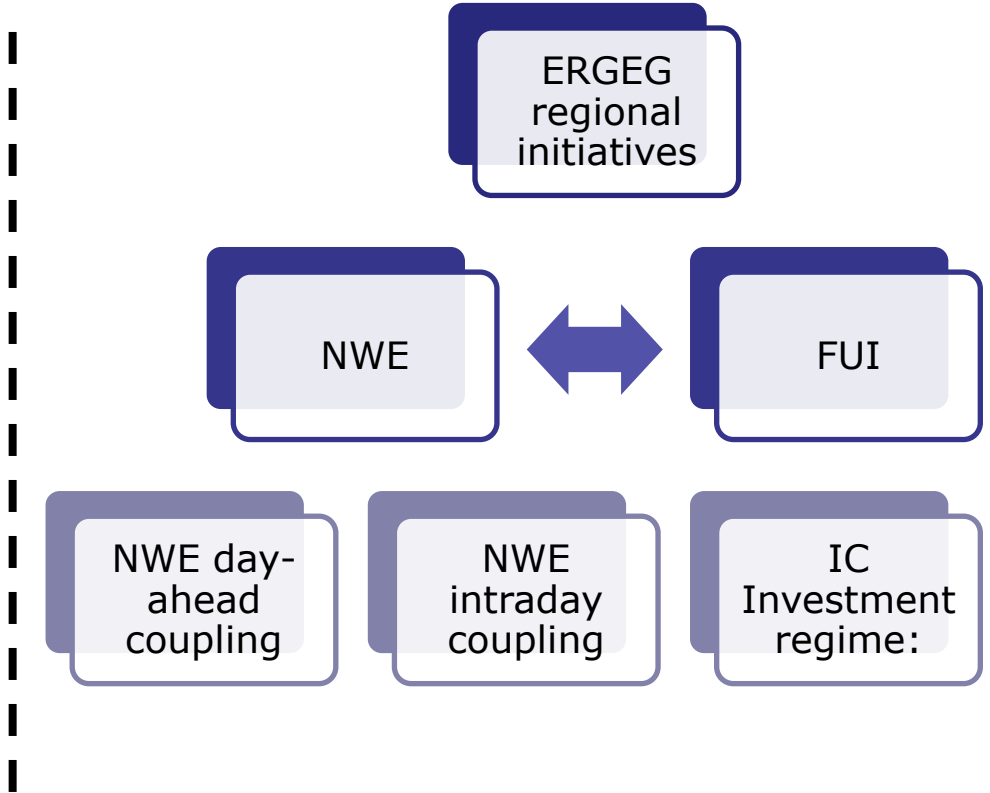 ERGEG
regional
initiatives
NWE
FUI
NWE day-
ahead
coupling
NWE
intraday
coupling
IC
Investment
regime: